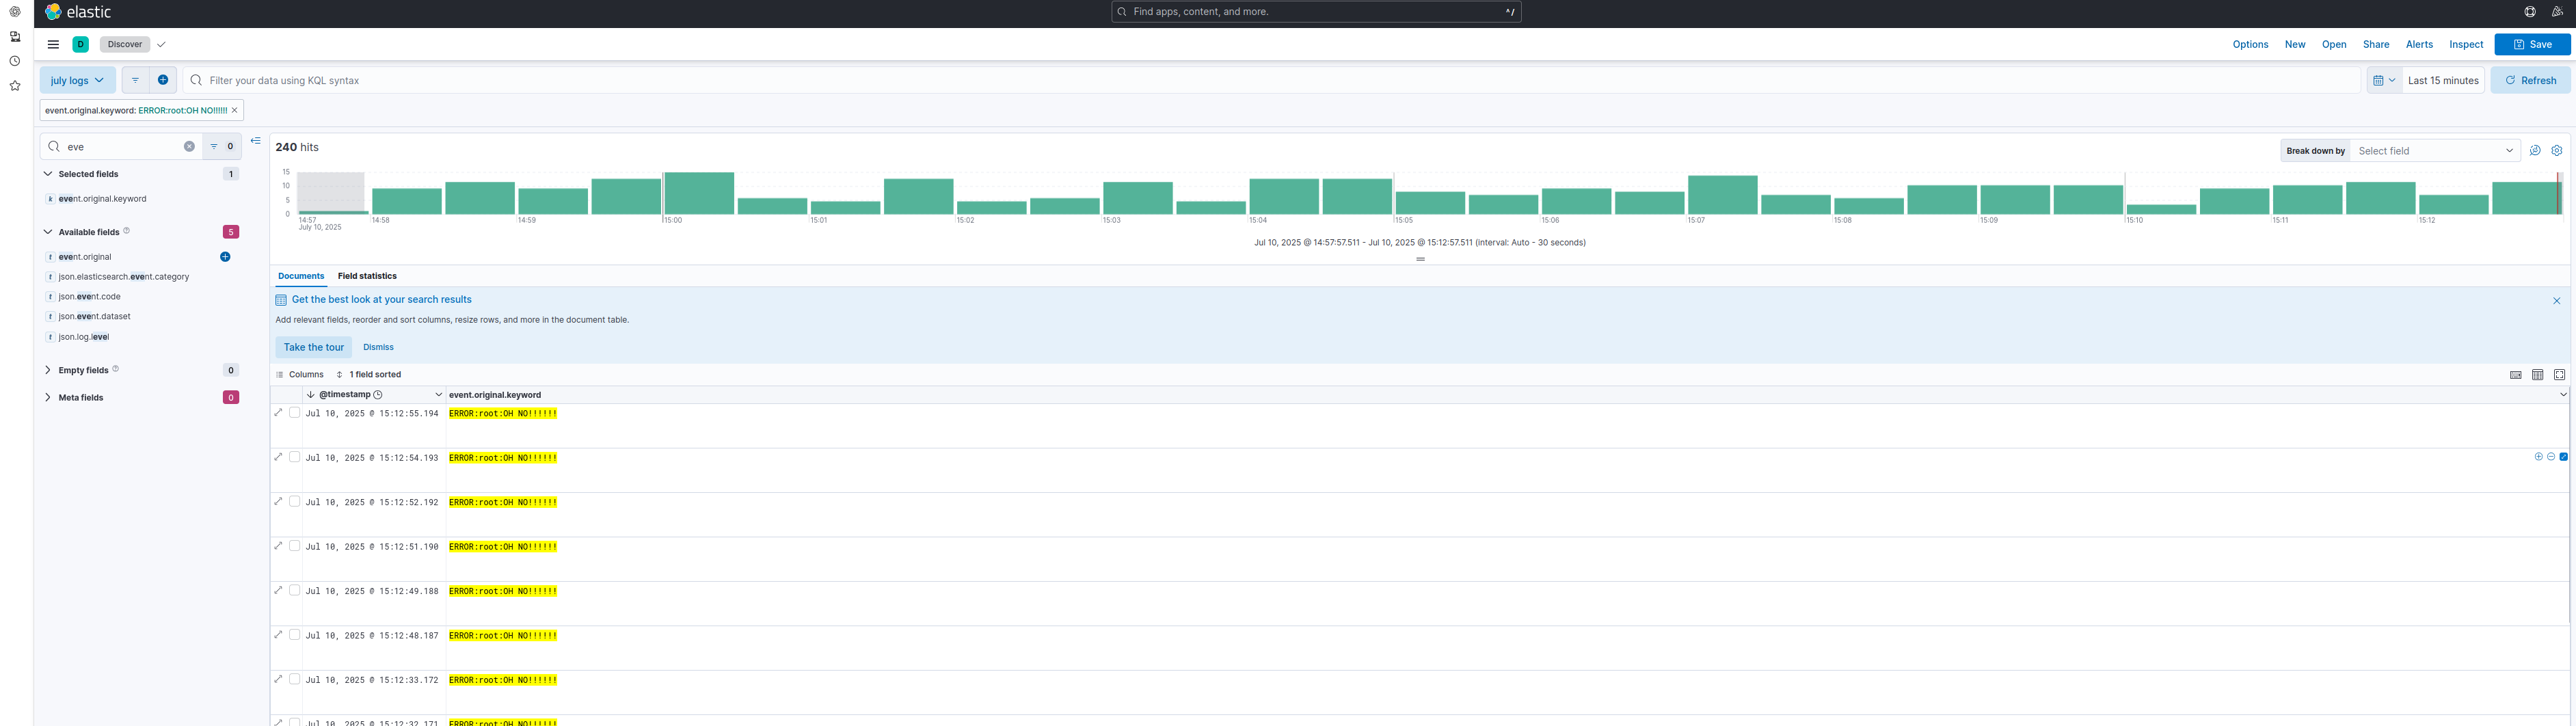 elastic
Find apps, content, and more.
^/
D
Discover
Options
New
Open
Share
Alerts
Inspect
Save
july logs
Filter your data using KQL syntax
Last 15 minutes
Refresh
event.original.keyword: ERROR:root:OH NO!!!!!! ×
eve
0
Selected fields
1
k event.original.keyword
Available fields
5
t event.original
t json.elasticsearch.event.category
t json.event.code
t json.event.dataset
t json.log.level
Empty fields
0
Meta fields
0
240 hits
Break down by
Select field
15
10
5
0
14:57
14:58
14:59
15:00
15:01
15:02
15:03
15:04
15:05
15:06
15:07
15:08
15:09
15:10
15:11
15:12
July 10, 2025
Jul 10, 2025 @ 14:57:57.511 - Jul 10, 2025 @ 15:12:57.511 (interval: Auto - 30 seconds)
Documents
Field statistics
Get the best look at your search results
Add relevant fields, reorder and sort columns, resize rows, and more in the document table.
Take the tour
Dismiss
Columns
1 field sorted
@timestamp
event.original.keyword
Jul 10, 2025 @ 15:12:55.194 ERROR:root:OH NO!!!!!!
Jul 10, 2025 @ 15:12:54.193 ERROR:root:OH NO!!!!!!
Jul 10, 2025 @ 15:12:52.192 ERROR:root:OH NO!!!!!!
Jul 10, 2025 @ 15:12:51.190 ERROR:root:OH NO!!!!!!
Jul 10, 2025 @ 15:12:49.188 ERROR:root:OH NO!!!!!!
Jul 10, 2025 @ 15:12:48.187 ERROR:root:OH NO!!!!!!
Jul 10, 2025 @ 15:12:33.172 ERROR:root:OH NO!!!!!!
Jul 10, 2025 @ 15:12:32.171 ERROR:root:OH NO!!!!!!